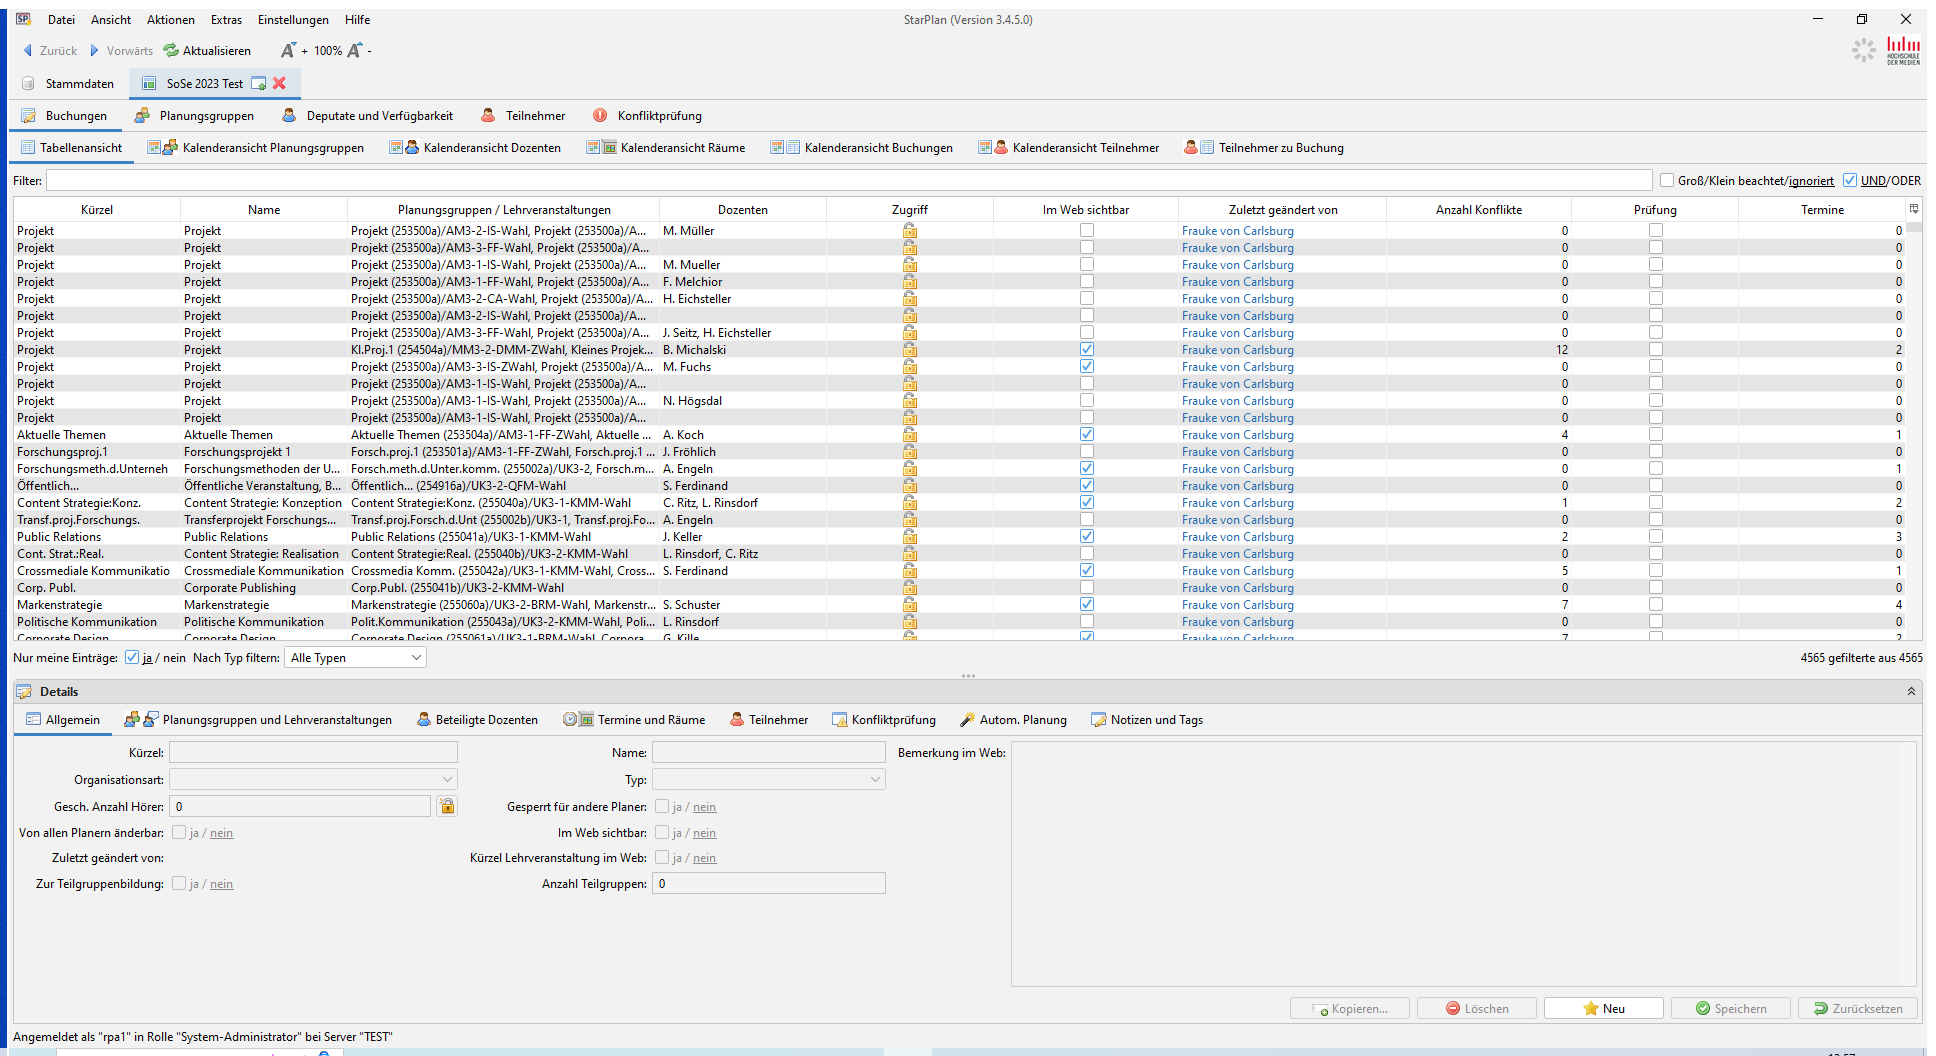 SP Datei Ansicht Aktionen Extras Einstellungen Hilfe StarPlan (Version 3.4.5.0)
Zurück Vorwärts Aktualisieren A + 100% A -
HOCHSCHULE
DER MEDIEN
Stammdaten SoSe 2023 Test
Buchungen Planungsgruppen Deputate und Verfügbarkeit Teilnehmer Konfliktprüfung
Tabellenansicht Kalenderansicht Planungsgruppen Kalenderansicht Dozenten Kalenderansicht Räume Kalenderansicht Buchungen Kalenderansicht Teilnehmer Teilnehmer zu Buchung
Filter: Groß/Klein beachtet/ignoriert UND/ODER
Kürzel Name Planungsgruppen / Lehrveranstaltungen Dozenten Zugriff Im Web sichtbar Zuletzt geändert von Anzahl Konflikte Prüfung Termine
Projekt Projekt Projekt (253500a)/AM3-2-IS-Wahl, Projekt (253500a)/A... M. Müller Frauke von Carlsburg 0 0
Projekt Projekt Projekt (253500a)/AM3-3-FF-Wahl, Projekt (253500a)/A... Frauke von Carlsburg 0 0
Projekt Projekt Projekt (253500a)/AM3-1-IS-Wahl, Projekt (253500a)/A... M. Mueller Frauke von Carlsburg 0 0
Projekt Projekt Projekt (253500a)/AM3-1-FF-Wahl, Projekt (253500a)/A... F. Melchior Frauke von Carlsburg 0 0
Projekt Projekt Projekt (253500a)/AM3-2-CA-Wahl, Projekt (253500a)/A... H. Eichsteller Frauke von Carlsburg 0 0
Projekt Projekt Projekt (253500a)/AM3-2-IS-Wahl, Projekt (253500a)/A... Frauke von Carlsburg 0 0
Projekt Projekt Projekt (253500a)/AM3-3-FF-Wahl, Projekt (253500a)/A... J. Seitz, H. Eichsteller Frauke von Carlsburg 0 0
Projekt Projekt Kl.Proj.1 (254504a)/MM3-2-DMM-ZWahl, Kleines Projek... B. Michalski Frauke von Carlsburg 12 2
Projekt Projekt Projekt (253500a)/AM3-3-IS-ZWahl, Projekt (253500a)/A... M. Fuchs Frauke von Carlsburg 0 0
Projekt Projekt Projekt (253500a)/AM3-1-IS-Wahl, Projekt (253500a)/A... Frauke von Carlsburg 0 0
Projekt Projekt Projekt (253500a)/AM3-1-IS-Wahl, Projekt (253500a)/A... N. Högsdal Frauke von Carlsburg 0 0
Projekt Projekt Projekt (253500a)/AM3-1-IS-Wahl, Projekt (253500a)/A... Frauke von Carlsburg 0 0
Aktuelle Themen Aktuelle Themen Aktuelle Themen (253504a)/AM3-1-FF-ZWahl, Aktuelle ... A. Koch Frauke von Carlsburg 4 1
Forschungsproj.1 Forschungsprojekt 1 Forsch.proj.1 (253501a)/AM3-1-FF-ZWahl, Forsch.proj.1 ... J. Fröhlich Frauke von Carlsburg 0 0
Forschungsmeth.d.Unterneh Forschungsmethoden der U... Forsch.meth.d.Unter.komm. (255002a)/UK3-2, Forsch.m... A. Engeln Frauke von Carlsburg 0 1
Öffentlich... Öffentliche Veranstaltung, B... Öffentlich... (254916a)/UK3-2-QFM-Wahl S. Ferdinand Frauke von Carlsburg 0 0
Content Strategie:Konz. Content Strategie: Konzeption Content Strategie:Konz. (255040a)/UK3-1-KMM-Wahl C. Ritz, L. Rinsdorf Frauke von Carlsburg 1 2
Transf.proj.Forschungs. Transferprojekt Forschungs... Transf.proj.Forsch.d.Unt (255002b)/UK3-1, Transf.proj.Fo... A. Engeln Frauke von Carlsburg 0 0
Public Relations Public Relations Public Relations (255041a)/UK3-1-KMM-Wahl J. Keller Frauke von Carlsburg 2 3
Cont. Strat.:Real. Content Strategie: Realisation Content Strategie:Real. (255040b)/UK3-2-KMM-Wahl L. Rinsdorf, C. Ritz Frauke von Carlsburg 0 0
Crossmediale Kommunikatio Crossmediale Kommunikation Crossmedia Komm. (255042a)/UK3-1-KMM-Wahl, Cross... S. Ferdinand Frauke von Carlsburg 5 1
Corp. Publ. Corporate Publishing Corp.Publ. (255041b)/UK3-2-KMM-Wahl Frauke von Carlsburg 0 0
Markenstrategie Markenstrategie Markenstrategie (255060a)/UK3-2-BRM-Wahl, Markenstr... S. Schuster Frauke von Carlsburg 7 4
Politische Kommunikation Politische Kommunikation Polit.Kommunikation (255043a)/UK3-2-KMM-Wahl, Poli... L. Rinsdorf Frauke von Carlsburg 0 0
Corporate Design Corporate Design Corporate Design (255061a)/UK3-1-BRM-Wahl, Corpora... G. Kille Frauke von Carlsburg 7 2
Nur meine Einträge: ja / nein Nach Typ filtern: Alle Typen 4565 gefilterte aus 4565
Details
Allgemein Planungsgruppen und Lehrveranstaltungen Beteiligte Dozenten Termine und Räume Teilnehmer Konfliktprüfung Autom. Planung Notizen und Tags
Kürzel: Name: Bemerkung im Web:
Organisationsart: Typ:
Gesch. Anzahl Hörer: 0 Gesperrt für andere Planer: ja / nein
Von allen Planern änderbar: ja / nein Im Web sichtbar: ja / nein
Zuletzt geändert von: Kürzel Lehrveranstaltung im Web: ja / nein
Zur Teilgruppenbildung: ja / nein Anzahl Teilgruppen: 0
Kopieren... Löschen Neu Speichern Zurücksetzen
Angemeldet als "rpa1" in Rolle "System-Administrator" bei Server "TEST"